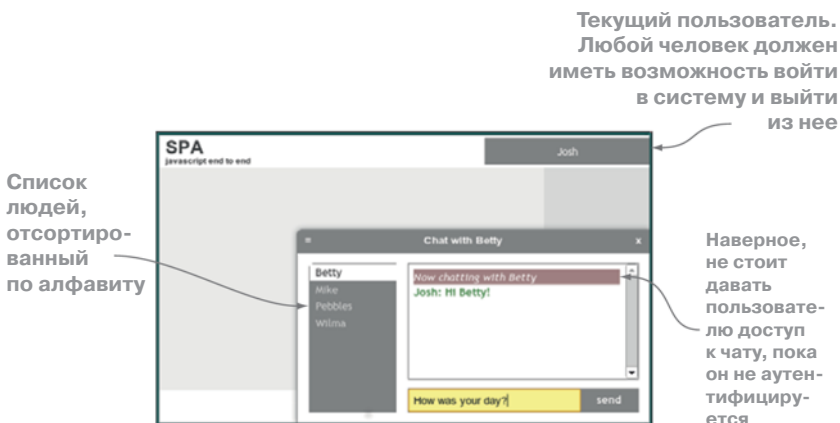 Текущий пользователь.
Любой человек должен
иметь возможность войти
в систему и выйти
из нее
SPA
javascript end to end
Josh
Список
людей,
отсортиро-
ванный
по алфавиту
=
Chat with Betty
x
Betty
Mike
Pebbles
Wilma
Now chatting with Betty
Josh: Hi Betty!
How was your day?
send
Наверное,
не стоит
давать
пользовате-
лю доступ
к чату, пока
он не аутен-
тифициру-
ется